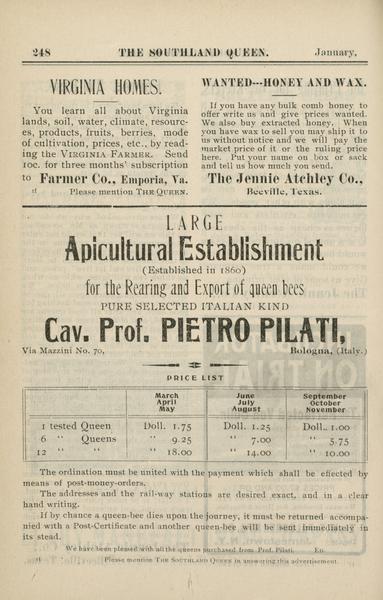 248 THE SOUTHLAND QUEEN. January,
VIRGINIA HOMES.
You learn all about Virginia
lands, soil, water, climate, resourc-
es, products, fruits, berries, mode
of cultivation, prices, etc., by read-
ing the VIRGINIA FARMER. Send
10c. for three months' subscription
to Farmer Co., Emporia, Va.
tf Please mention THE QUEEN.
WANTED---HONEY AND WAX.
If you have any bulk comb honey to
offer write us and give prices wanted.
We also buy extracted honey. When
you have wax to sell you may ship it to
us without notice and we will pay the
market price of it or the ruling price
here. Put your name on box or sack
and tell us how much you send.
The Jennie Atchley Co.,
Beeville, Texas.
LARGE
Apicultural Establishment
(Established in 1860)
for the Rearing and Export of queen bees
PURE SELECTED ITALIAN KIND
Cav. Prof. PIETRO PILATI,
Via Mazzini No. 70, Bologna, (Italy.)
PRICE LIST
March April May
June July August
September October November
1 tested Queen Doll. 1.75 Doll. 1.25 Doll. 1.00
6 " Queens " 9.25 " 7.00 " 5.75
12 " " " 18.00 " 14.00 " 10.00
The ordination must be united with the payment which shall be effected by
means of post-money-orders.
The addresses and the rail-way stations are desired exact, and in a clear
hand writing.
If by chance a queen-bee dies upon the journey, it must be returned accompa-
nied with a Post-Certificate and another queen-bee will be sent immediately in
its stead.
We have been pleased with all the queens purchased from Prof. Pilati. ED.
tf Please mention THE SOUTHLAND QUEEN in answering this advertisement.